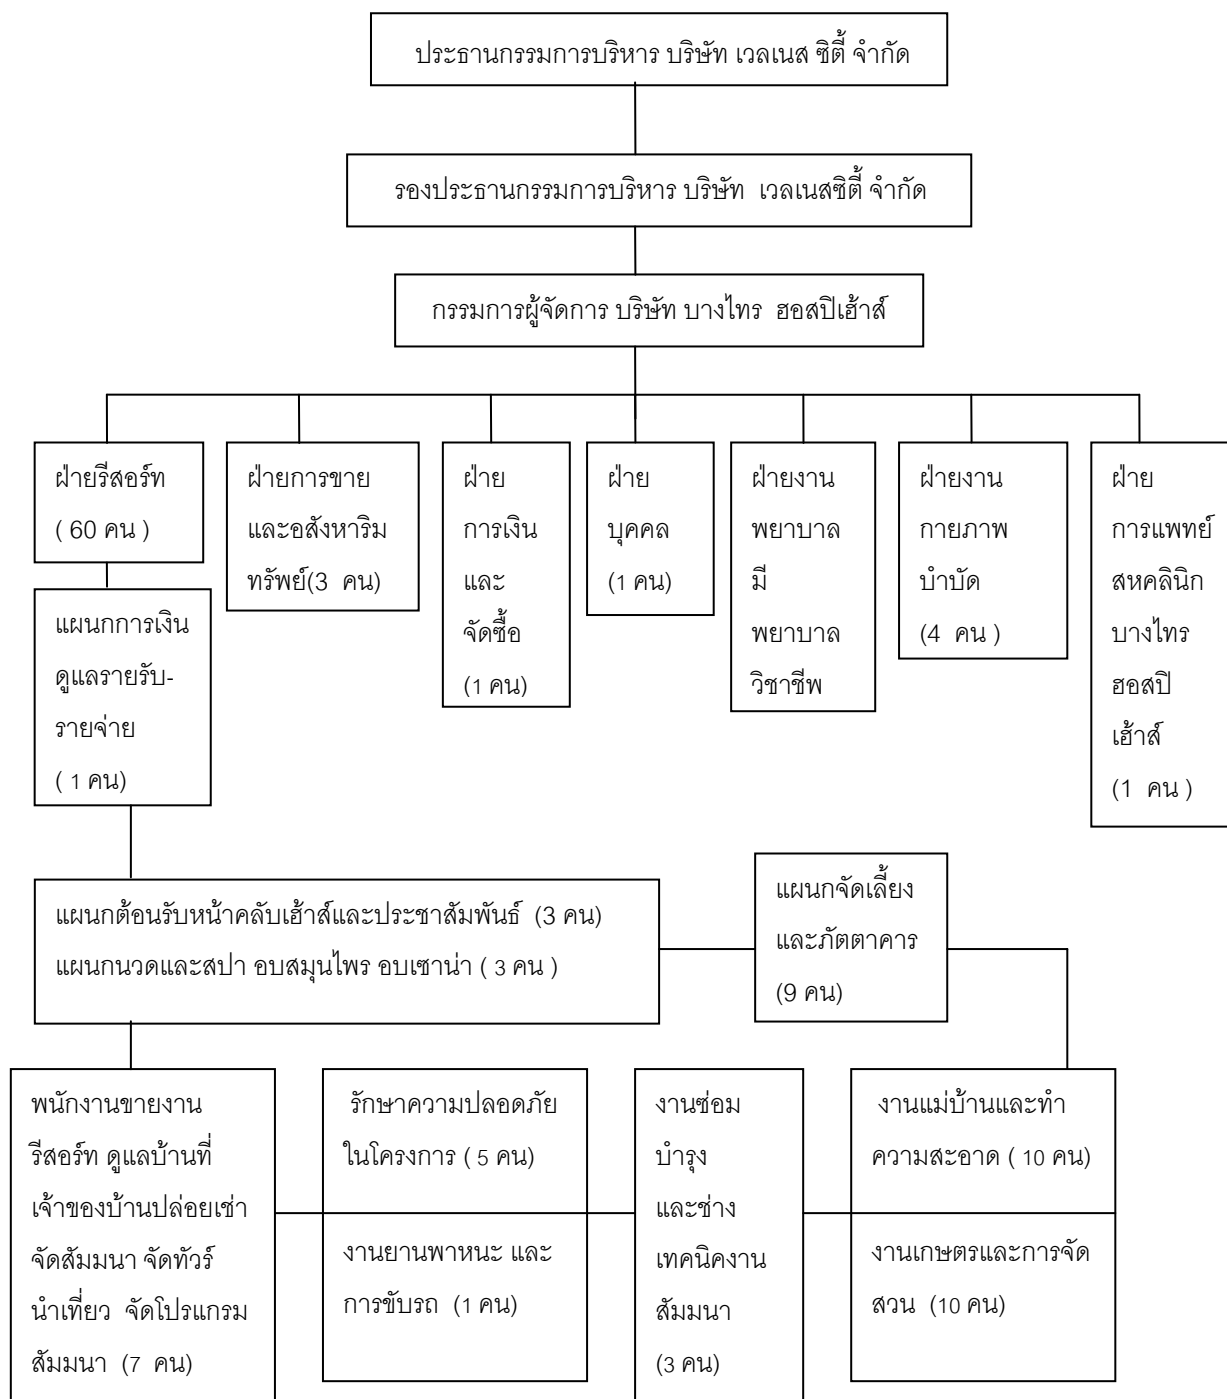 ประธานกรรมการบริหาร บริษัท เวลเนส ซิตี้ จำกัด
รองประธานกรรมการบริหาร บริษัท เวลเนสซิตี้ จำกัด
กรรมการผู้จัดการ บริษัท บางไทร ฮอสปิเฮ้าส์
ฝ่ายรีสอร์ท
( 60 คน )
ฝ่ายการขาย
และอสังหาริม
ทรัพย์(3 คน)
ฝ่าย
การเงิน
และ
จัดซื้อ
(1 คน)
ฝ่าย
บุคคล
(1 คน)
ฝ่ายงาน
พยาบาล
มี
พยาบาล
วิชาชีพ
ฝ่ายงาน
กายภาพ
บำบัด
(4 คน )
ฝ่าย
การแพทย์
สหคลินิก
บางไทร
ฮอสปิ
เฮ้าส์
(1 คน )
แผนกการเงิน
ดูแลรายรับ-
รายจ่าย
( 1 คน)
แผนกต้อนรับหน้าคลับเฮ้าส์และประชาสัมพันธ์ (3 คน)
แผนกนวดและสปา อบสมุนไพร อบเซาน่า ( 3 คน )
แผนกจัดเลี้ยง
และภัตตาคาร
(9 คน)
พนักงานขายงาน
รีสอร์ท ดูแลบ้านที่
เจ้าของบ้านปล่อยเช่า
จัดสัมมนา จัดทัวร์
นำเที่ยว จัดโปรแกรม
สัมมนา (7 คน)
รักษาความปลอดภัย
ในโครงการ ( 5 คน)
งานยานพาหนะ และ
การขับรถ (1 คน)
งานซ่อม
บำรุง
และช่าง
เทคนิคงาน
สัมมนา
(3 คน)
งานแม่บ้านและทำ
ความสะอาด ( 10 คน)
งานเกษตรและการจัด
สวน (10 คน)